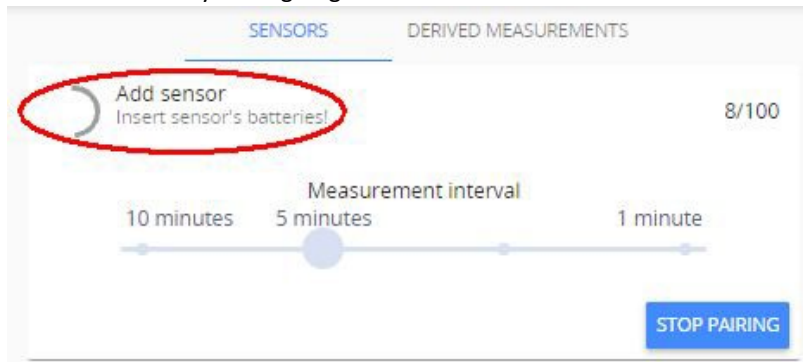 SENSORS DERIVED MEASUREMENTS
Add sensor
Insert sensor's batteries!
8/100
Measurement interval
10 minutes 5 minutes 1 minute
STOP PAIRING